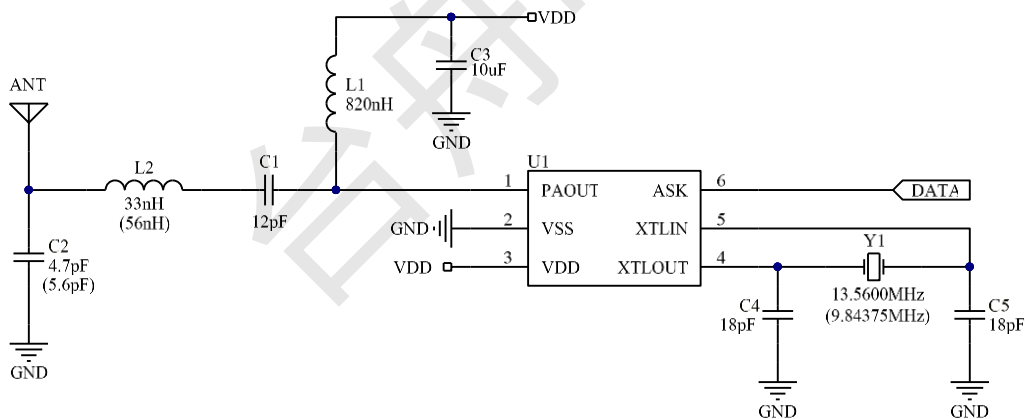 VDD
C3
10uF
GND
L1
820nH
ANT
L2
33nH
(56nH)
C1
12pF
C2
4.7pF
(5.6pF)
GND
U1
1
PAOUT
ASK
6
DATA
GND
2
VSS
XTLIN
5
VDD
3
VDD
XTLOUT
4
Y1
13.5600MHz
(9.84375MHz)
C4
18pF
GND
C5
18pF
GND